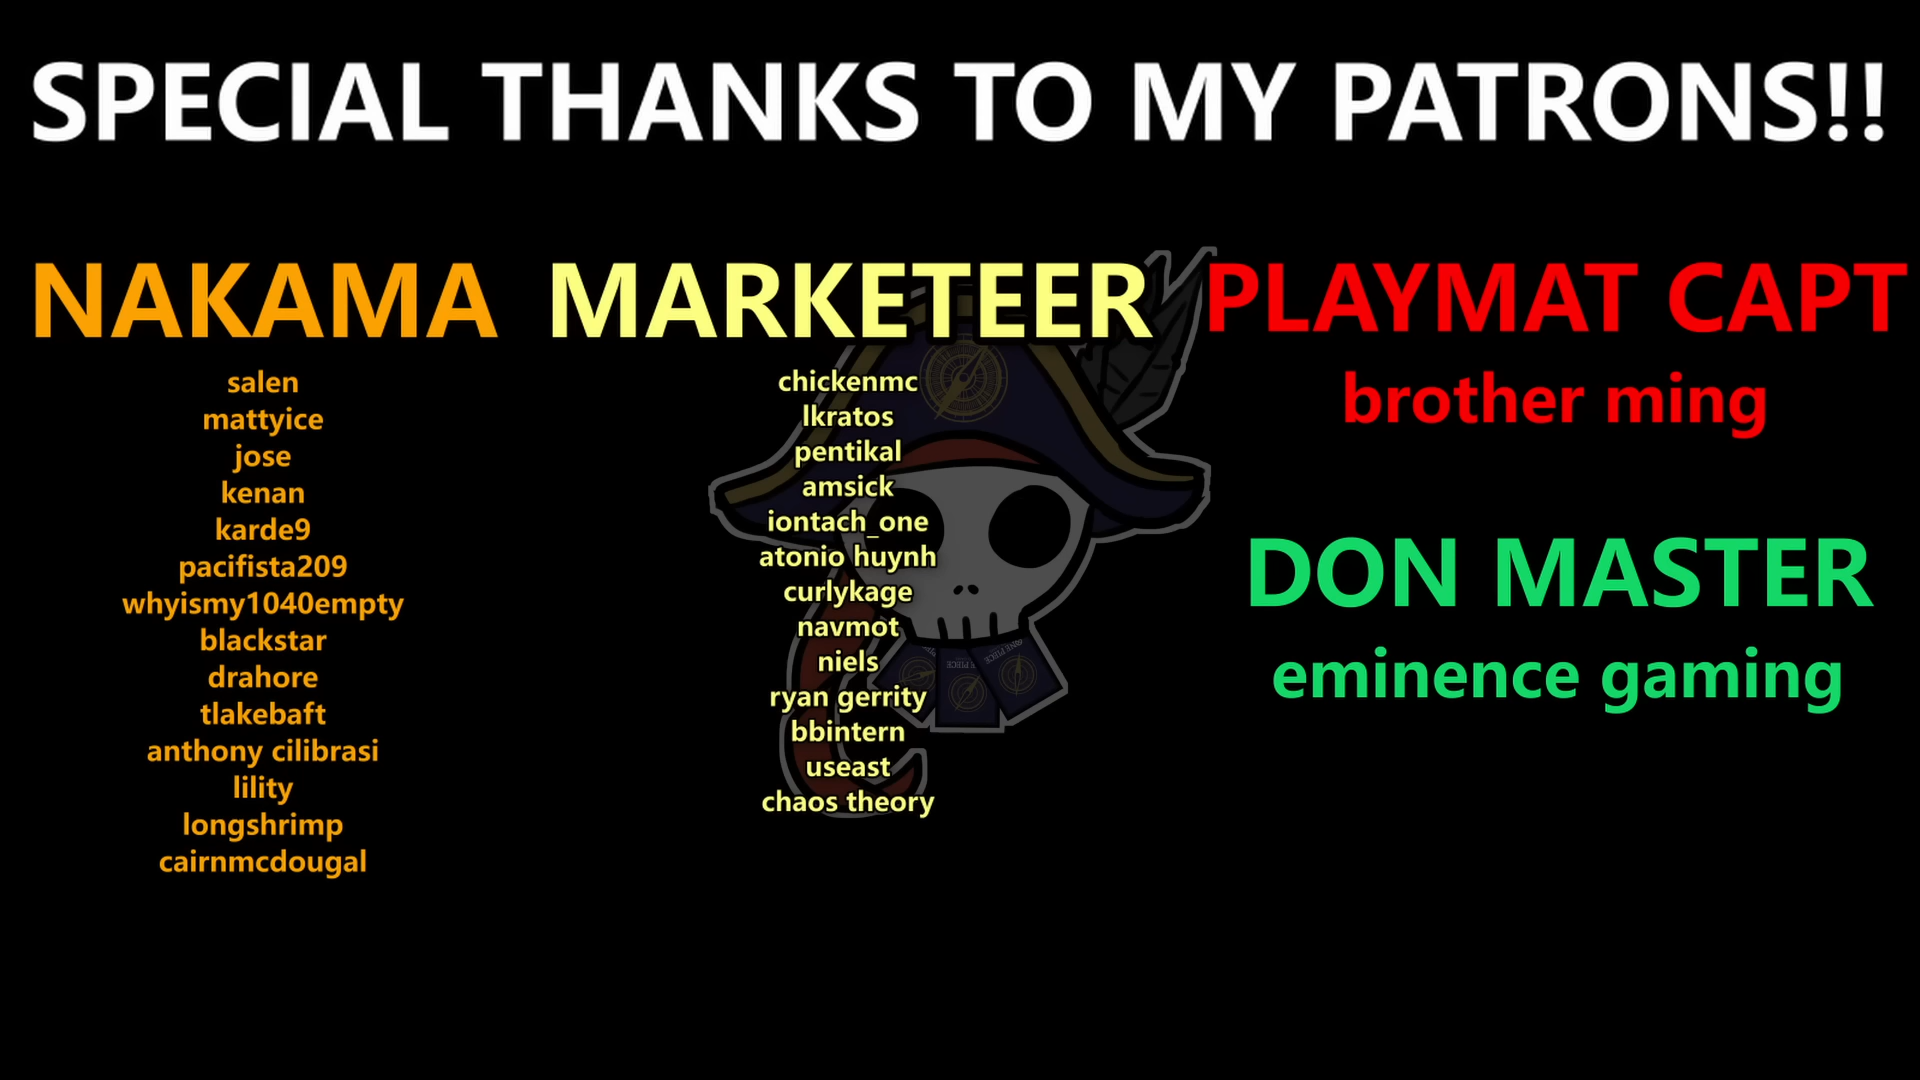 SPECIAL THANKS TO MY PATRONS!!
NAKAMA
salen
mattyice
jose
kenan
karde9
pacifista209
whyismy1040empty
blackstar
drahore
tlakebaft
anthony cilibrasi
lility
longshrimp
cairnmcdougal
MARKETEER
chickenmc
lkratos
pentikal
amsick
iontach_one
atonio huynh
curlykage
navmot
niels
ryan gerrity
bbintern
useast
chaos theory
PLAYMAT CAPT
brother ming
DON MASTER
eminence gaming
ONE PIECE